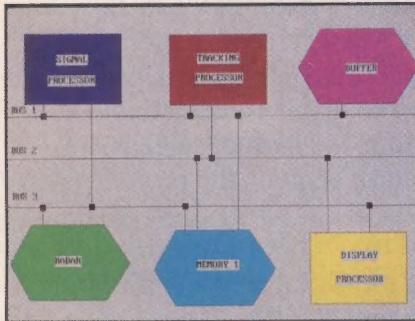 SIGNAL
PROCESSOR
TRACKING
PROCESSOR
BUFFER
BUS 1
BUS 2
BUS 3
RADAR
MEMORY 1
DISPLAY
PROCESSOR